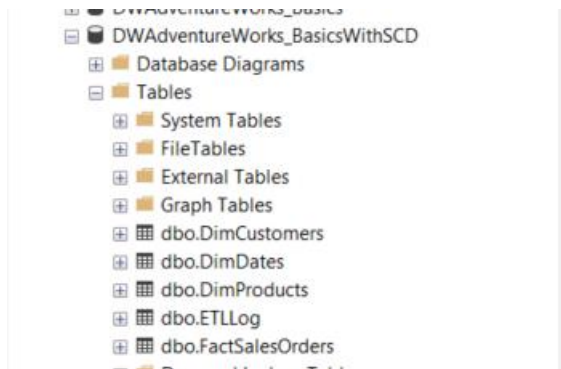 DWAdventureWorks_Basics
DWAdventureWorks_BasicsWithSCD
Database Diagrams
Tables
System Tables
FileTables
External Tables
Graph Tables
dbo.DimCustomers
dbo.DimDates
dbo.DimProducts
dbo.ETLLog
dbo.FactSalesOrders